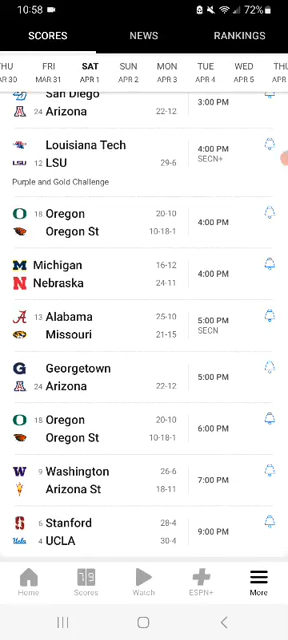 10:58 72%
SCORES NEWS RANKINGS
THU FRI SAT SUN MON TUE WED THU
AR 30 MAR 31 APR 1 APR 2 APR 3 APR 4 APR 5 APR
San Diego
24 Arizona 22-12 3:00 PM
Louisiana Tech 4:00 PM
LSU 12 LSU 29-6 SECN+
Purple and Gold Challenge
18 Oregon 20-10 4:00 PM
Oregon St 10-18-1
Michigan 16-12 4:00 PM
Nebraska 24-11
13 Alabama 25-10 5:00 PM
Missouri 21-15 SECN
Georgetown 5:00 PM
24 Arizona 22-12
18 Oregon 20-10 6:00 PM
Oregon St 10-18-1
9 Washington 26-6 7:00 PM
Arizona St 18-11
6 Stanford 28-4 9:00 PM
Ucla 4 UCLA 30-4
19
Home Scores Watch ESPN+ More